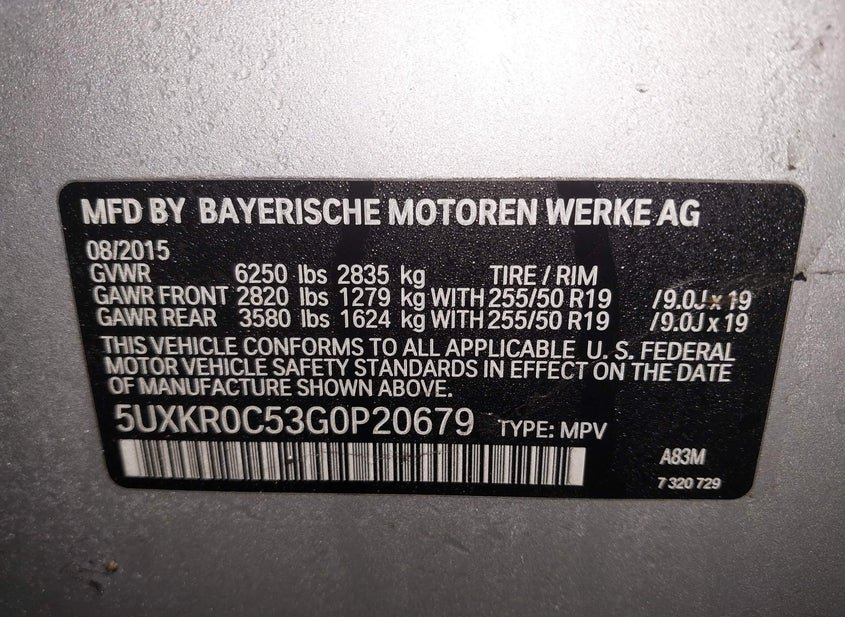 MFD BY BAYERISCHE MOTOREN WERKE AG
08/2015
GVWR 6250 lbs 2835 kg TIRE / RIM
GAWR FRONT 2820 lbs 1279 kg WITH 255/50 R19 /9.0J x 19
GAWR REAR 3580 lbs 1624 kg WITH 255/50 R19 /9.0J x 19
THIS VEHICLE CONFORMS TO ALL APPLICABLE U. S. FEDERAL
MOTOR VEHICLE SAFETY STANDARDS IN EFFECT ON THE DATE
OF MANUFACTURE SHOWN ABOVE.
5UXKR0C53G0P20679 TYPE: MPV
A83M
7 320 729